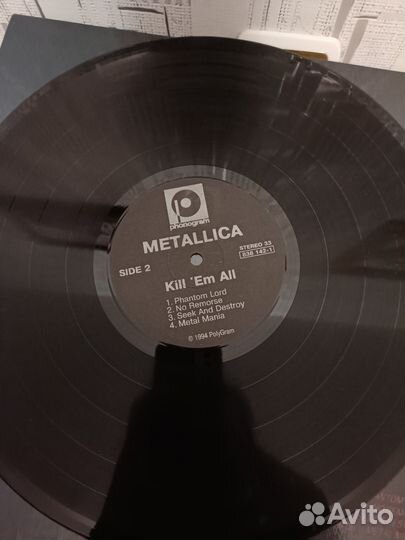 phonogram
METALLICA
SIDE 2
STEREO 33
838 142-1
Kill 'Em All
1. Phantom Lord
2. No Remorse
3. Seek And Destroy
4. Metal Mania
© 1994 PolyGram
Avito